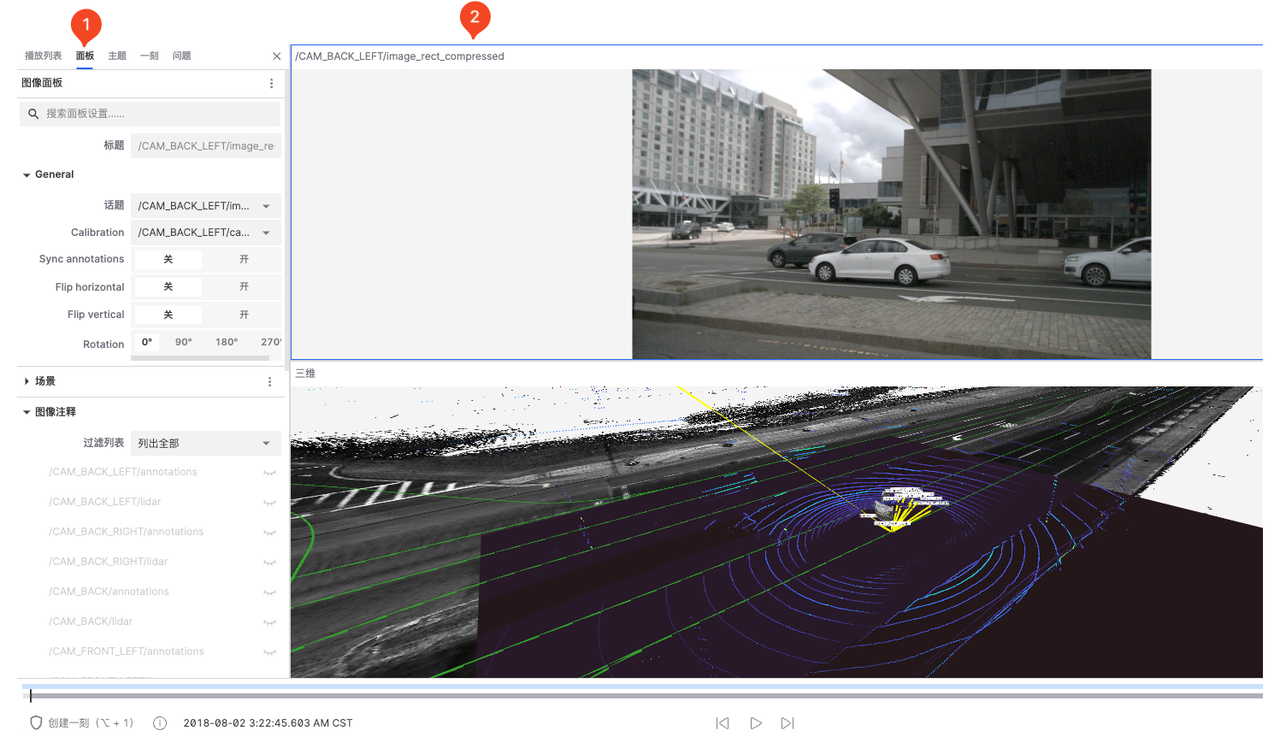 1
2
播放列表 面板 主题 一刻 问题
/CAM_BACK_LEFT/image_rect_compressed
图像面板
搜索面板设置......
标题 /CAM_BACK_LEFT/image_re
General
话题 /CAM_BACK_LEFT/im...
Calibration /CAM_BACK_LEFT/ca...
Sync annotations 关 开
Flip horizontal 关 开
Flip vertical 关 开
Rotation 0° 90° 180° 270°
场景
图像注释
过滤列表 列出全部
/CAM_BACK_LEFT/annotations
/CAM_BACK_LEFT/lidar
/CAM_BACK_RIGHT/annotations
/CAM_BACK_RIGHT/lidar
/CAM_BACK/annotations
/CAM_BACK/lidar
/CAM_FRONT_LEFT/annotations
三维
创建一刻（⌥ + 1） 2018-08-02 3:22:45.603 AM CST